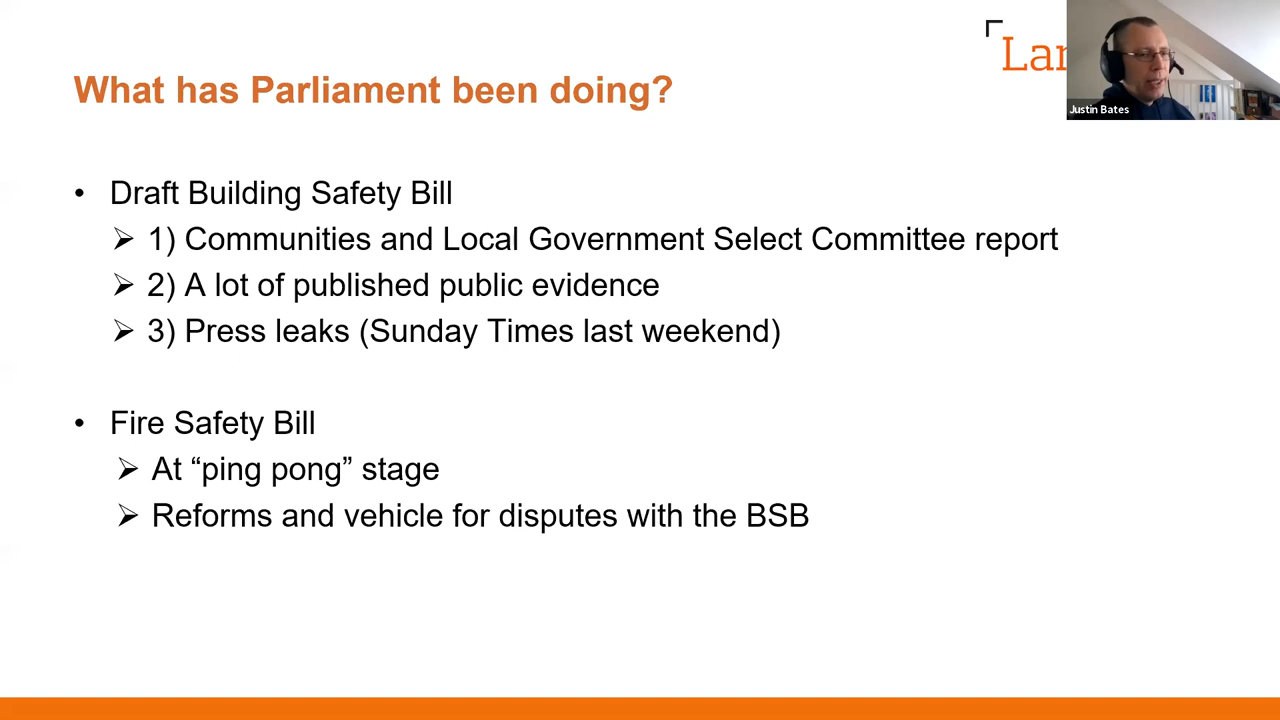 What has Parliament been doing?
Justin Bates
• Draft Building Safety Bill
➢ 1) Communities and Local Government Select Committee report
➢ 2) A lot of published public evidence
➢ 3) Press leaks (Sunday Times last weekend)
• Fire Safety Bill
➢ At “ping pong” stage
➢ Reforms and vehicle for disputes with the BSB